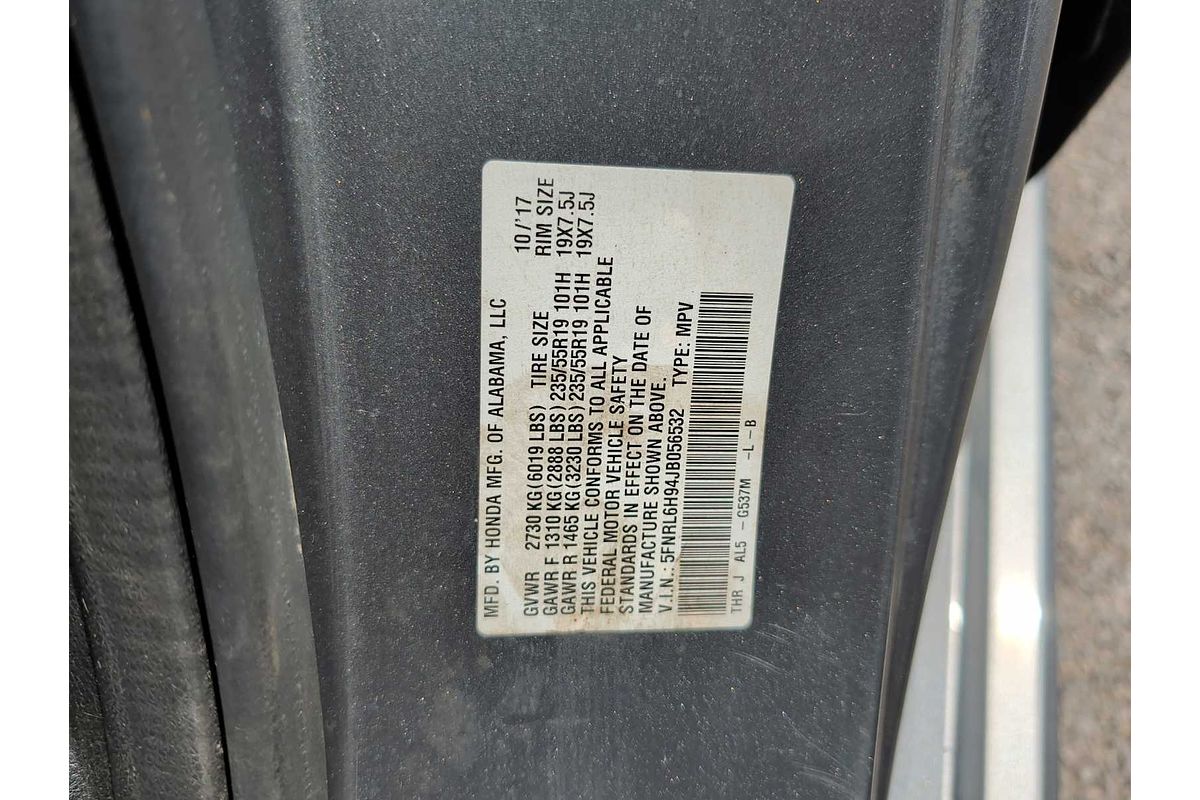 MFD. BY HONDA MFG. OF ALABAMA, LLC
10/'17
GVWR 2730 KG(6019 LBS) TIRE SIZE RIM SIZE
GAWR F 1310 KG(2888 LBS)235/55R19 101H 19X7.5J
GAWR R 1465 KG(3230 LBS)235/55R19 101H 19X7.5J
THIS VEHICLE CONFORMS TO ALL APPLICABLE
FEDERAL MOTOR VEHICLE SAFETY
STANDARDS IN EFFECT ON THE DATE OF
MANUFACTURE SHOWN ABOVE.
V.I.N.: 5FNRL6H94JB056532 TYPE: MPV
THR J AL5 -G537M -L-B